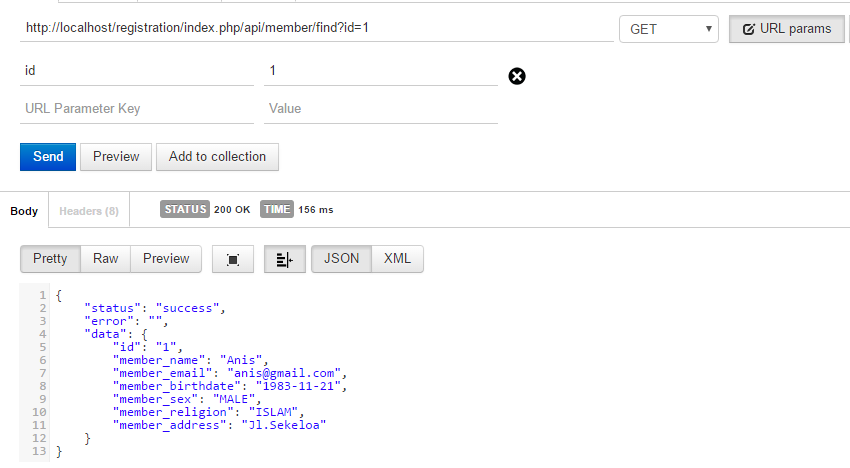 http://localhost/registration/index.php/api/member/find?id=1 GET URL params
id 1
URL Parameter Key Value
Send Preview Add to collection
Body Headers (8) STATUS 200 OK TIME 156 ms
Pretty Raw Preview JSON XML
1 {
2 "status": "success",
3 "error": "",
4 "data": {
5 "id": "1",
6 "member_name": "Anis",
7 "member_email": "anis@gmail.com",
8 "member_birthdate": "1983-11-21",
9 "member_sex": "MALE",
10 "member_religion": "ISLAM",
11 "member_address": "Jl.Sekeloa"
12 }
13 }